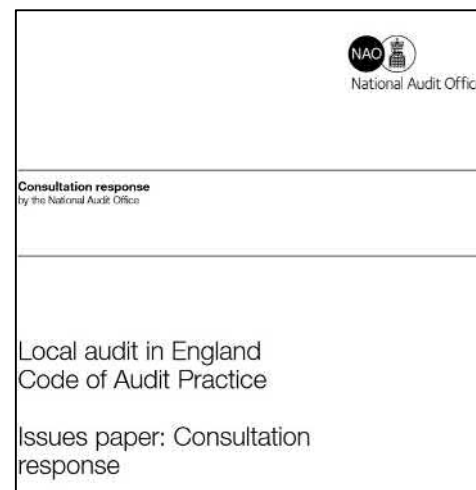 NAO
National Audit Offic
Consultation response
by the National Audit Office
Local audit in England
Code of Audit Practice
Issues paper: Consultation
response